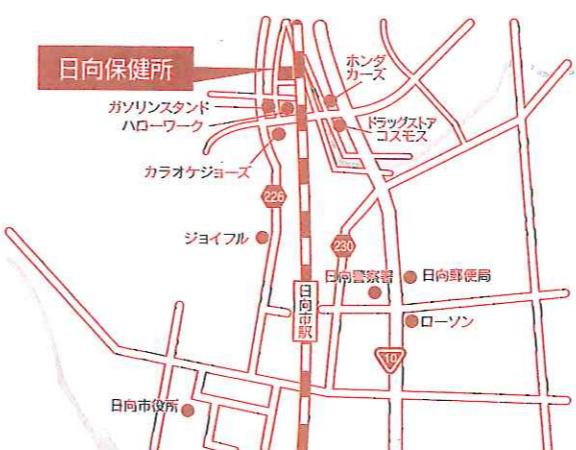 日向保健所
ホンダ
カーズ
ガソリンスタンド
ハローワーク
ドラッグストア
コスモス
カラオケジョーズ
226
ジョイフル
230
日向警察署
日向郵便局
日向市駅
ローソン
10
日向市役所